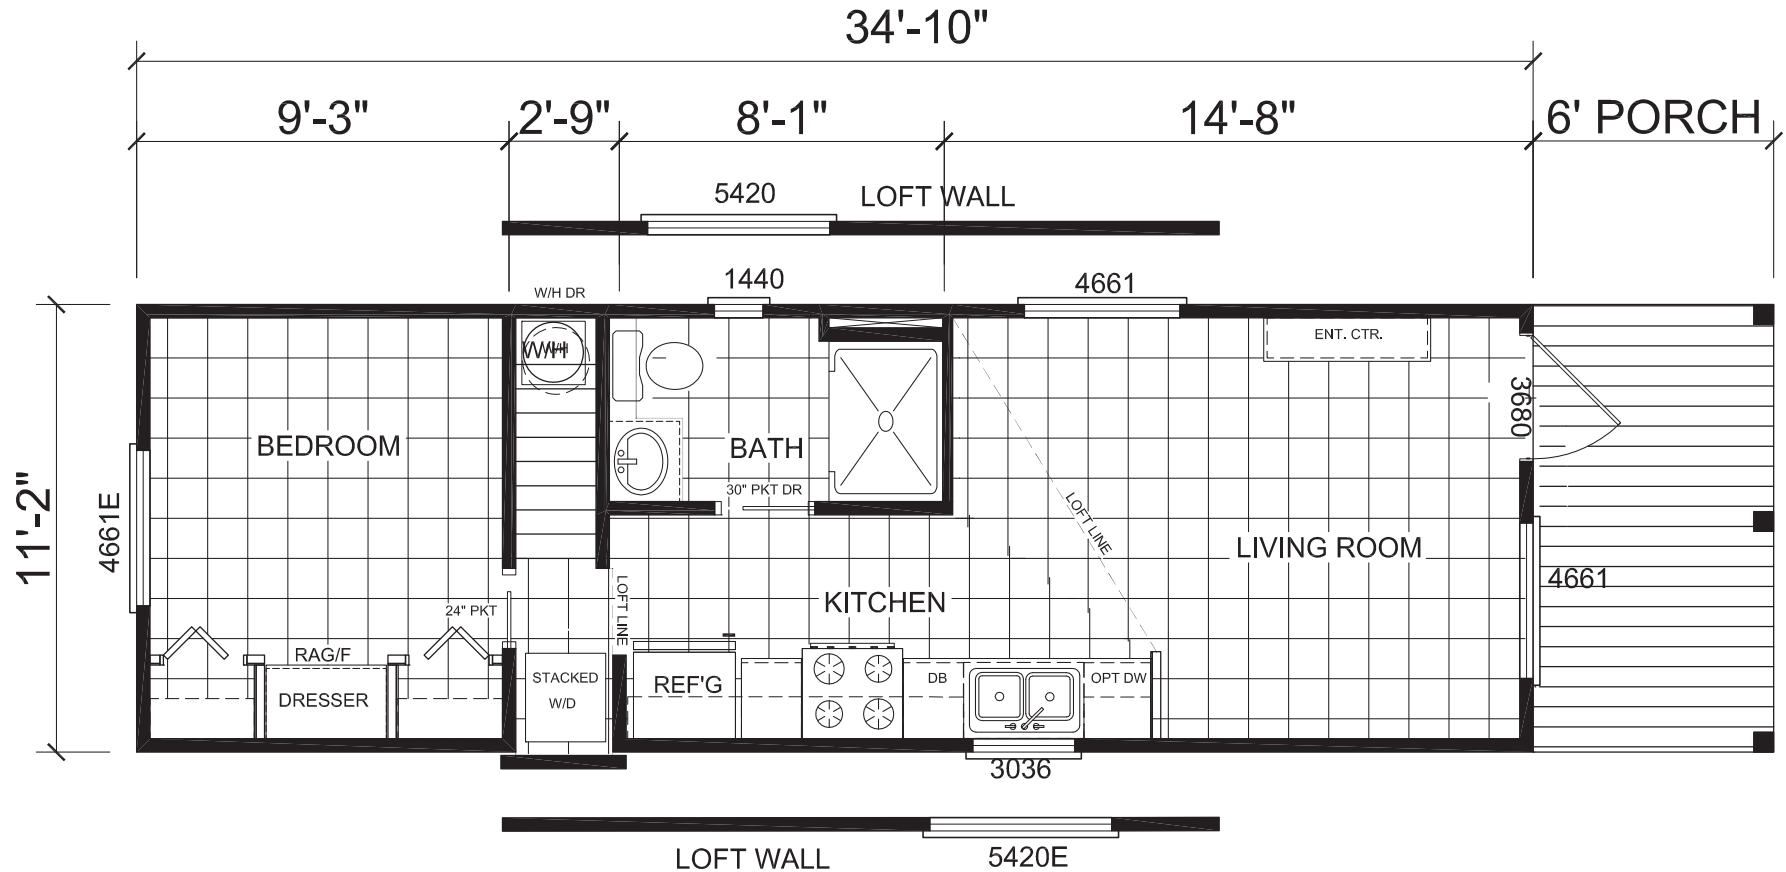 34'-10"
9'-3"
2'-9"
8'-1"
14'-8"
6' PORCH
5420
LOFT WALL
1440
4661
W/H DR
W/H
W/H
ENT. CTR.
3680
BEDROOM
BATH
30" PKT DR
11'-2"
4661E
LOFT LINE
LIVING ROOM
4661
24" PKT
LOFT LINE
KITCHEN
RAG/F
DRESSER
STACKED
W/D
REF'G
DB
OPT DW
3036
LOFT WALL
5420E